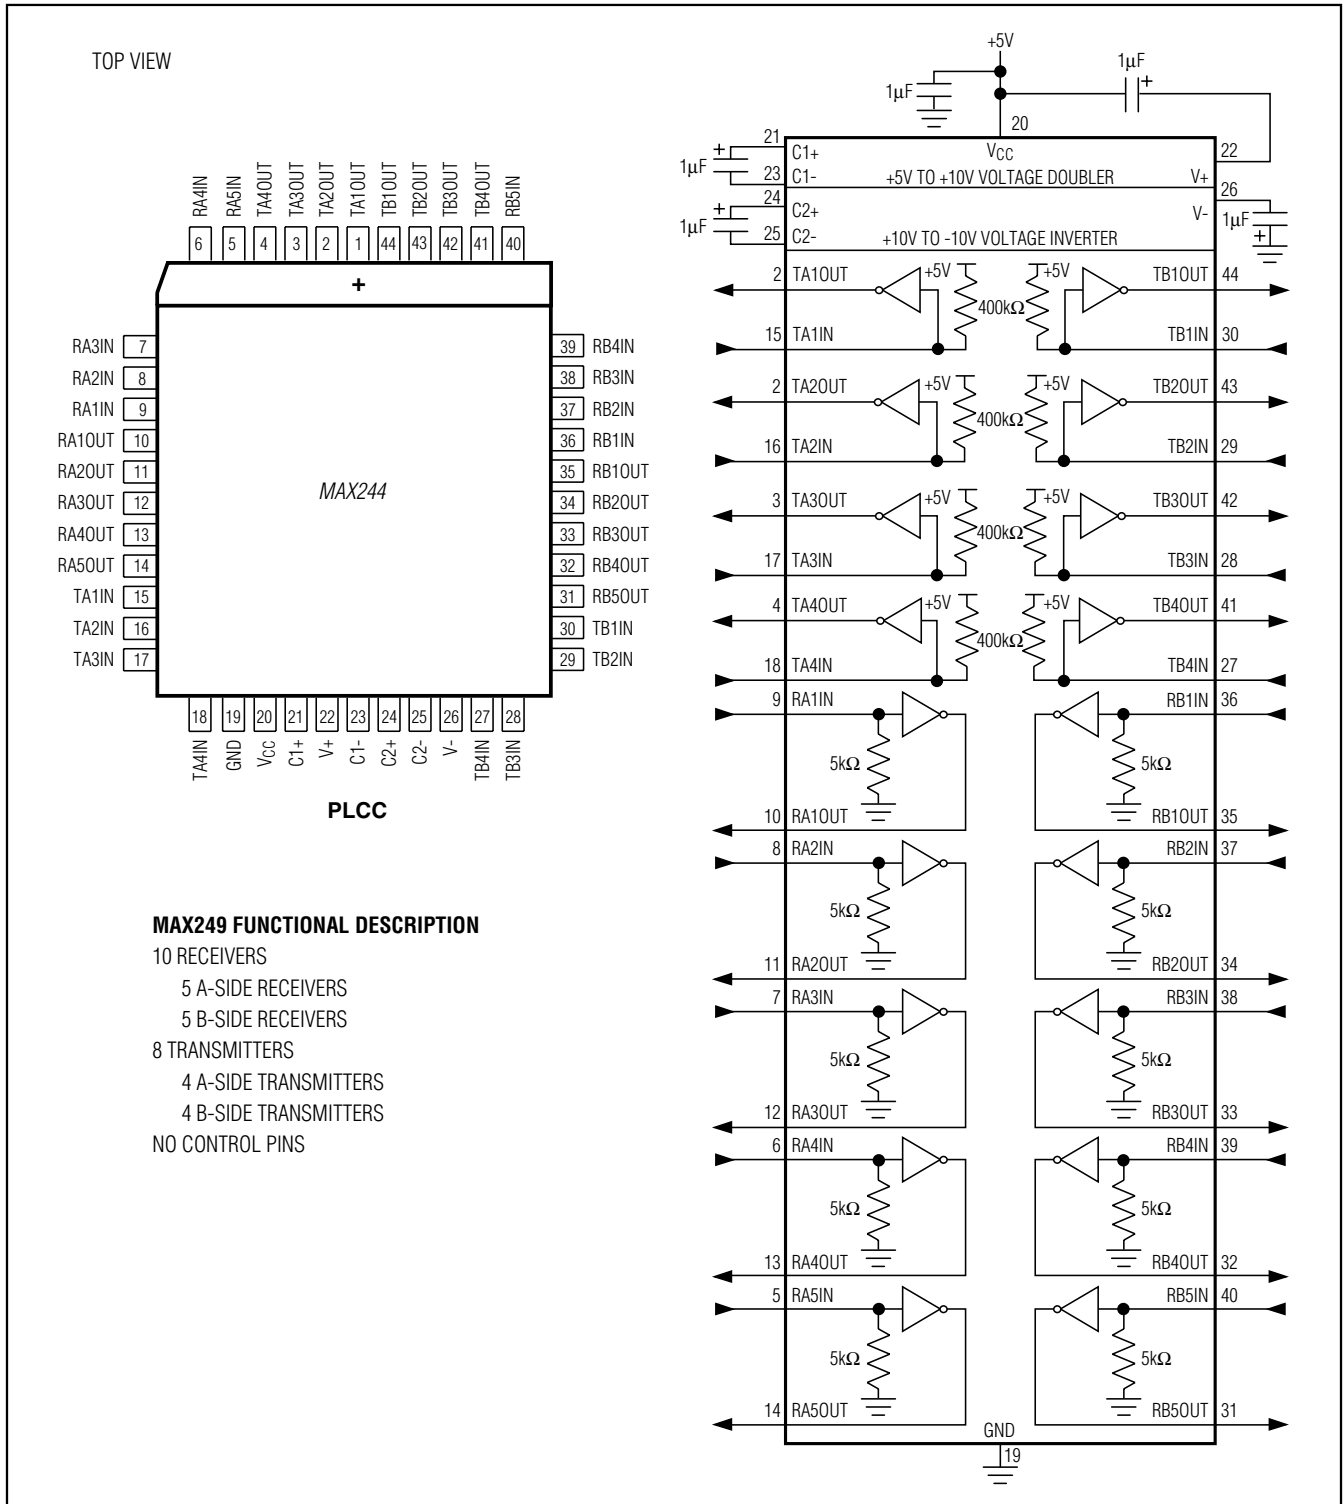 TOP VIEW
RA4IN RA5IN TA4OUT TA3OUT TA2OUT TA1OUT TB1OUT TB2OUT TB3OUT TB4OUT RB5IN
6 5 4 3 2 1 44 43 42 41 40
+
RA3IN 7
RA2IN 8
RA1IN 9
RA1OUT 10
RA2OUT 11
RA3OUT 12
RA4OUT 13
RA5OUT 14
TA1IN 15
TA2IN 16
TA3IN 17
MAX244
39 RB4IN
38 RB3IN
37 RB2IN
36 RB1IN
35 RB1OUT
34 RB2OUT
33 RB3OUT
32 RB4OUT
31 RB5OUT
30 TB1IN
29 TB2IN
18 19 20 21 22 23 24 25 26 27 28
TA4IN GND VCC C1+ V+ C1- C2+ C2- V- TB4IN TB3IN
PLCC
MAX249 FUNCTIONAL DESCRIPTION
10 RECEIVERS
5 A-SIDE RECEIVERS
5 B-SIDE RECEIVERS
8 TRANSMITTERS
4 A-SIDE TRANSMITTERS
4 B-SIDE TRANSMITTERS
NO CONTROL PINS
+5V
1µF
1µF +
20
21 C1+ VCC 22
+ 1µF
23 C1- +5V TO +10V VOLTAGE DOUBLER V+
26
24 C2+ V-
+ 1µF 1µF +
25 C2- +10V TO -10V VOLTAGE INVERTER
2 TA1OUT +5V +5V TB1OUT 44
400kΩ
15 TA1IN TB1IN 30
2 TA2OUT +5V +5V TB2OUT 43
400kΩ
16 TA2IN TB2IN 29
3 TA3OUT +5V +5V TB3OUT 42
400kΩ
17 TA3IN TB3IN 28
4 TA4OUT +5V +5V TB4OUT 41
400kΩ
18 TA4IN TB4IN 27
9 RA1IN RB1IN 36
5kΩ 5kΩ
10 RA1OUT RB1OUT 35
8 RA2IN RB2IN 37
5kΩ 5kΩ
11 RA2OUT RB2OUT 34
7 RA3IN RB3IN 38
5kΩ 5kΩ
12 RA3OUT RB3OUT 33
6 RA4IN RB4IN 39
5kΩ 5kΩ
13 RA4OUT RB4OUT 32
5 RA5IN RB5IN 40
5kΩ 5kΩ
14 RA5OUT RB5OUT 31
GND
19